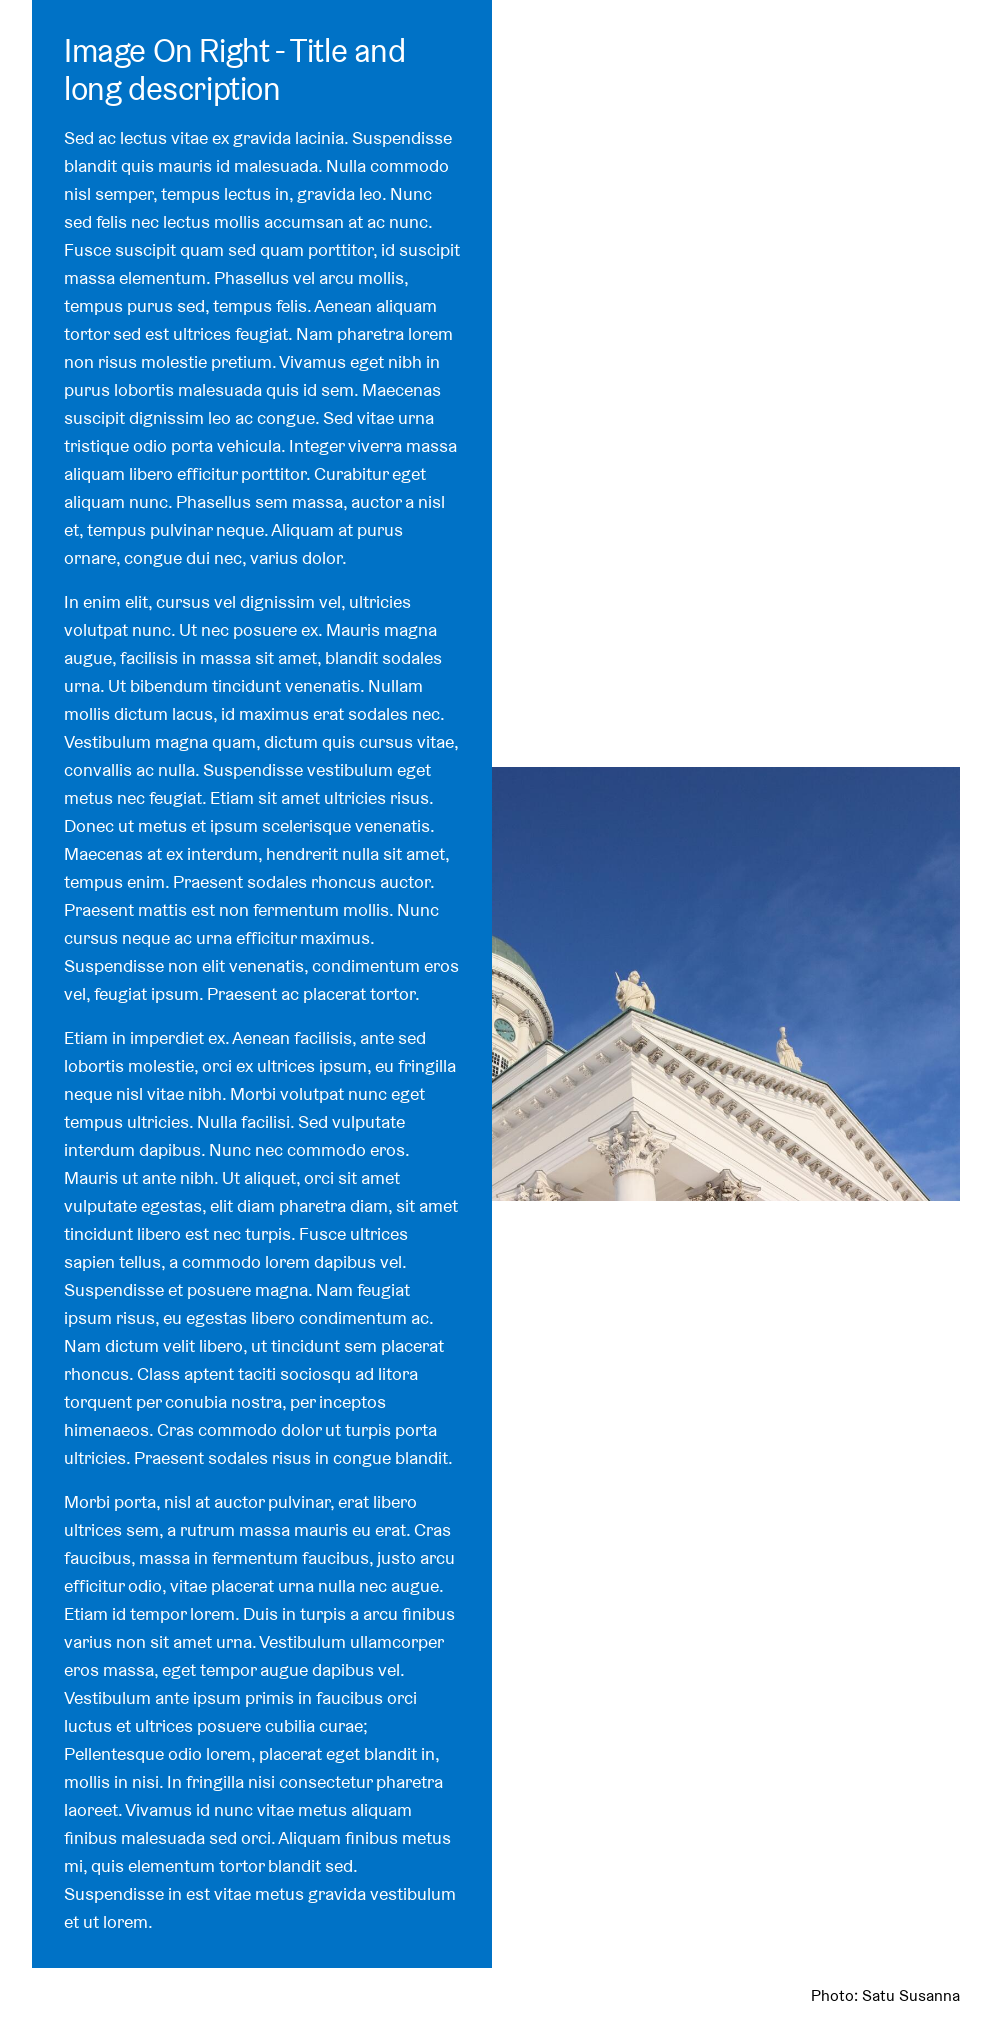 Image On Right - Title and
long description
Sed ac lectus vitae ex gravida lacinia. Suspendisse
blandit quis mauris id malesuada. Nulla commodo
nisl semper, tempus lectus in, gravida leo. Nunc
sed felis nec lectus mollis accumsan at ac nunc.
Fusce suscipit quam sed quam porttitor, id suscipit
massa elementum. Phasellus vel arcu mollis,
tempus purus sed, tempus felis. Aenean aliquam
tortor sed est ultrices feugiat. Nam pharetra lorem
non risus molestie pretium. Vivamus eget nibh in
purus lobortis malesuada quis id sem. Maecenas
suscipit dignissim leo ac congue. Sed vitae urna
tristique odio porta vehicula. Integer viverra massa
aliquam libero efficitur porttitor. Curabitur eget
aliquam nunc. Phasellus sem massa, auctor a nisl
et, tempus pulvinar neque. Aliquam at purus
ornare, congue dui nec, varius dolor.
In enim elit, cursus vel dignissim vel, ultricies
volutpat nunc. Ut nec posuere ex. Mauris magna
augue, facilisis in massa sit amet, blandit sodales
urna. Ut bibendum tincidunt venenatis. Nullam
mollis dictum lacus, id maximus erat sodales nec.
Vestibulum magna quam, dictum quis cursus vitae,
convallis ac nulla. Suspendisse vestibulum eget
metus nec feugiat. Etiam sit amet ultricies risus.
Donec ut metus et ipsum scelerisque venenatis.
Maecenas at ex interdum, hendrerit nulla sit amet,
tempus enim. Praesent sodales rhoncus auctor.
Praesent mattis est non fermentum mollis. Nunc
cursus neque ac urna efficitur maximus.
Suspendisse non elit venenatis, condimentum eros
vel, feugiat ipsum. Praesent ac placerat tortor.
Etiam in imperdiet ex. Aenean facilisis, ante sed
lobortis molestie, orci ex ultrices ipsum, eu fringilla
neque nisl vitae nibh. Morbi volutpat nunc eget
tempus ultricies. Nulla facilisi. Sed vulputate
interdum dapibus. Nunc nec commodo eros.
Mauris ut ante nibh. Ut aliquet, orci sit amet
vulputate egestas, elit diam pharetra diam, sit amet
tincidunt libero est nec turpis. Fusce ultrices
sapien tellus, a commodo lorem dapibus vel.
Suspendisse et posuere magna. Nam feugiat
ipsum risus, eu egestas libero condimentum ac.
Nam dictum velit libero, ut tincidunt sem placerat
rhoncus. Class aptent taciti sociosqu ad litora
torquent per conubia nostra, per inceptos
himenaeos. Cras commodo dolor ut turpis porta
ultricies. Praesent sodales risus in congue blandit.
Morbi porta, nisl at auctor pulvinar, erat libero
ultrices sem, a rutrum massa mauris eu erat. Cras
faucibus, massa in fermentum faucibus, justo arcu
efficitur odio, vitae placerat urna nulla nec augue.
Etiam id tempor lorem. Duis in turpis a arcu finibus
varius non sit amet urna. Vestibulum ullamcorper
eros massa, eget tempor augue dapibus vel.
Vestibulum ante ipsum primis in faucibus orci
luctus et ultrices posuere cubilia curae;
Pellentesque odio lorem, placerat eget blandit in,
mollis in nisi. In fringilla nisi consectetur pharetra
laoreet. Vivamus id nunc vitae metus aliquam
finibus malesuada sed orci. Aliquam finibus metus
mi, quis elementum tortor blandit sed.
Suspendisse in est vitae metus gravida vestibulum
et ut lorem.
Photo: Satu Susanna